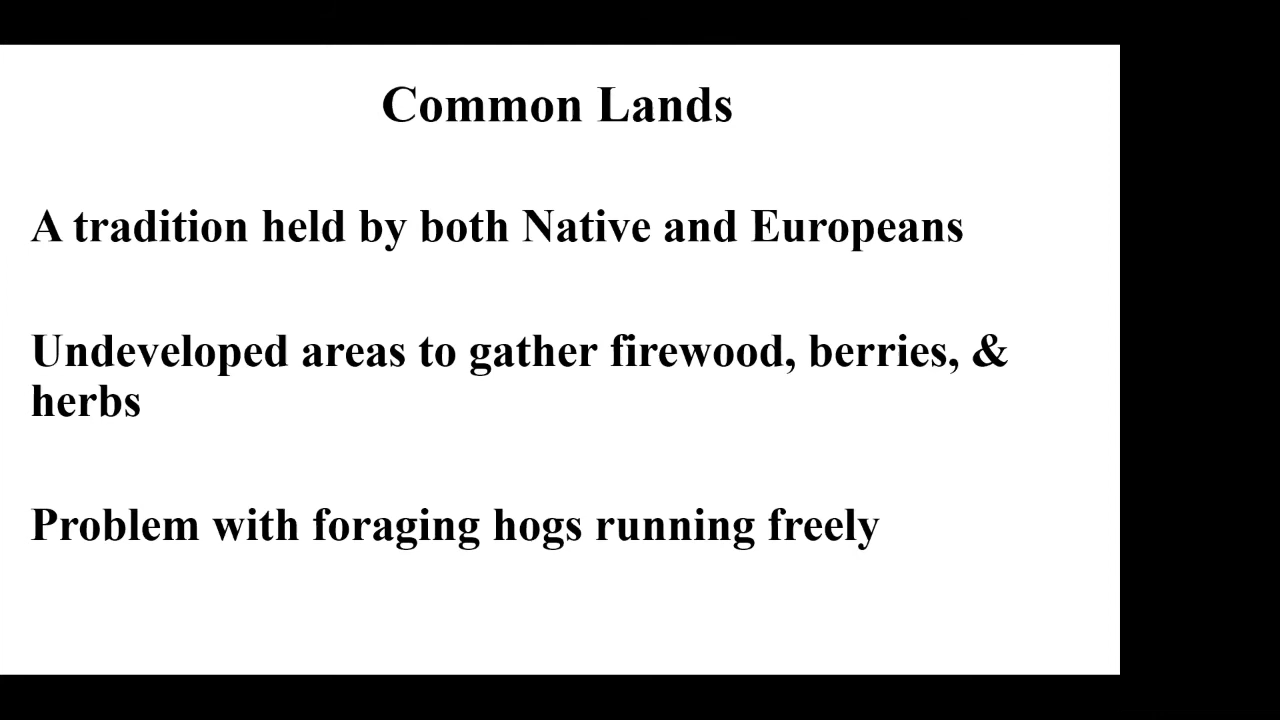 Common Lands
A tradition held by both Native and Europeans
Undeveloped areas to gather firewood, berries, &
herbs
Problem with foraging hogs running freely